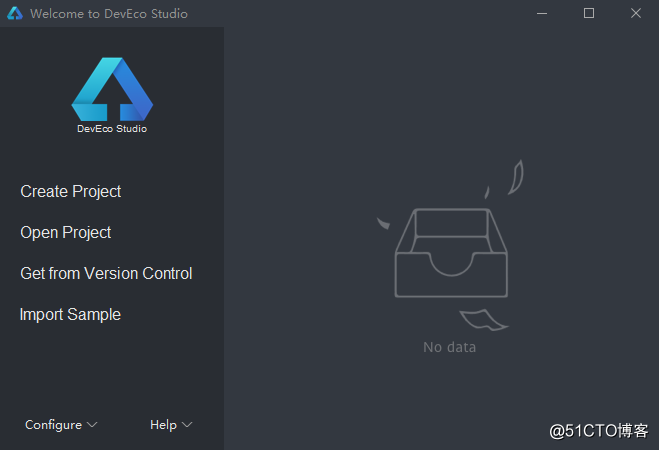 Welcome to DevEco Studio
DevEco Studio
Create Project
Open Project
Get from Version Control
Import Sample
No data
Configure
Help
@51CTO博客